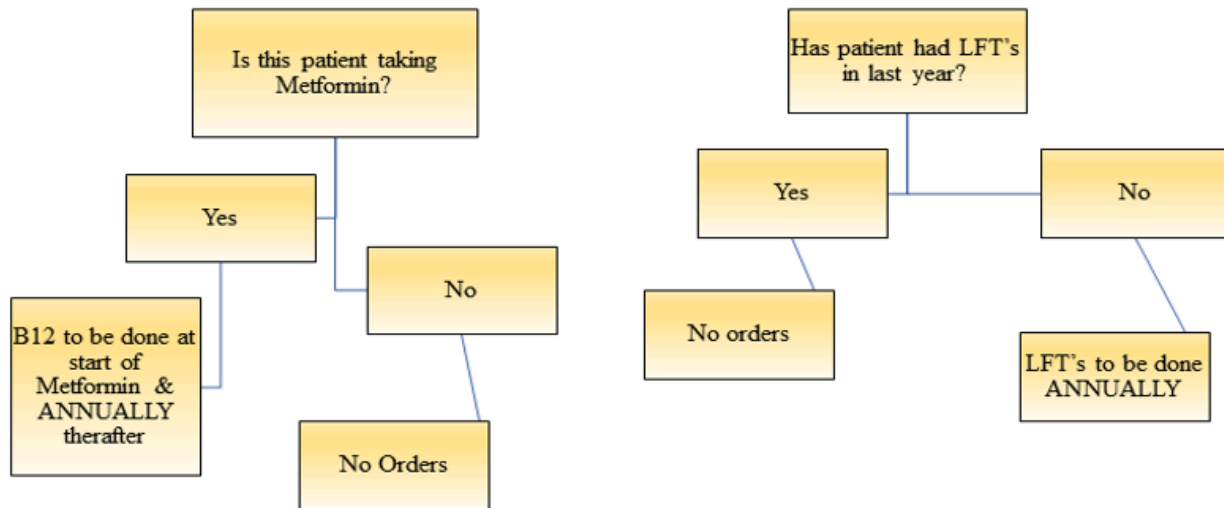 Is this patient taking
Metformin?
Yes
No
B12 to be done at
start of
Metformin &
ANNUALLY
therafter
No Orders
Has patient had LFT's
in last year?
Yes
No
No orders
LFT's to be done
ANNUALLY